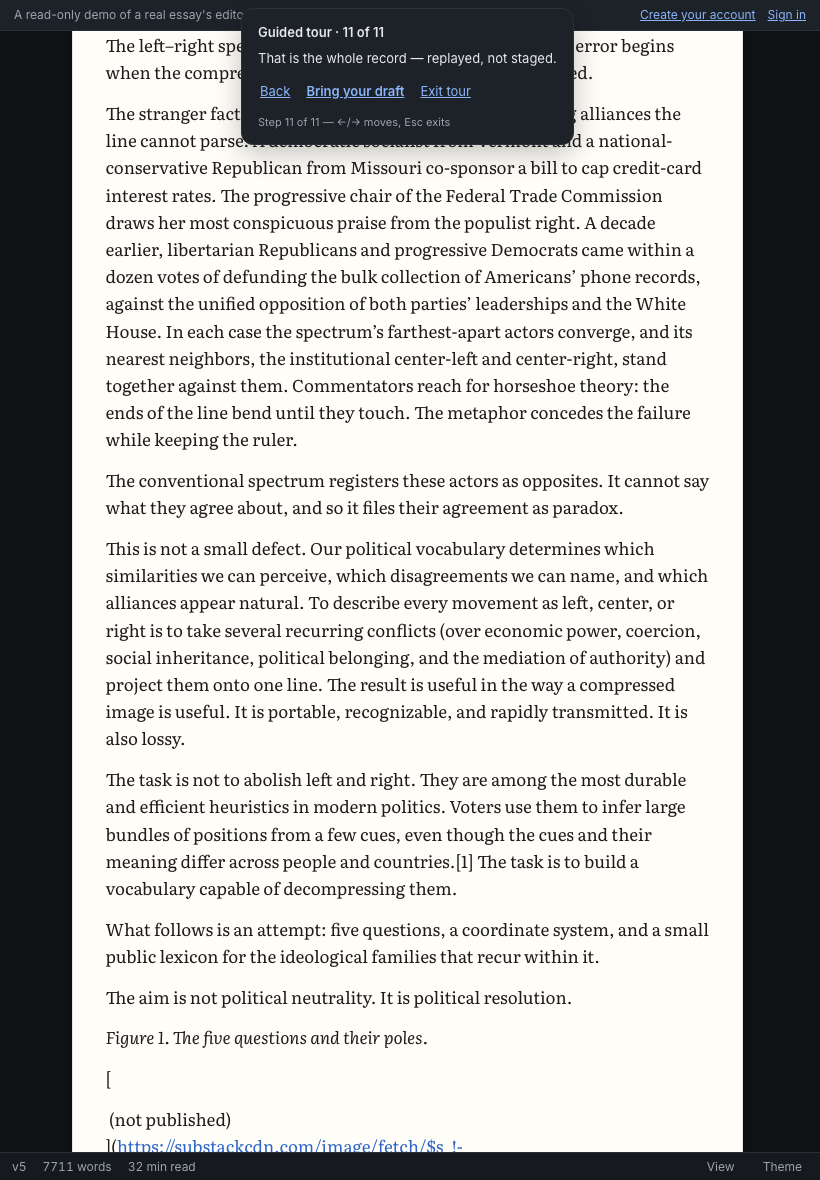 A read-only demo of a real essay's edito
Create your account Sign in
Guided tour · 11 of 11
That is the whole record — replayed, not staged.
Back Bring your draft Exit tour
Step 11 of 11 — ←/→ moves, Esc exits
The left–right spe
error begins
when the compre
ed.
The stranger fact
alliances the
line cannot parse.
and a national-
conservative Republican from Missouri co-sponsor a bill to cap credit-card
interest rates. The progressive chair of the Federal Trade Commission
draws her most conspicuous praise from the populist right. A decade
earlier, libertarian Republicans and progressive Democrats came within a
dozen votes of defunding the bulk collection of Americans’ phone records,
against the unified opposition of both parties’ leaderships and the White
House. In each case the spectrum’s farthest-apart actors converge, and its
nearest neighbors, the institutional center-left and center-right, stand
together against them. Commentators reach for horseshoe theory: the
ends of the line bend until they touch. The metaphor concedes the failure
while keeping the ruler.
The conventional spectrum registers these actors as opposites. It cannot say
what they agree about, and so it files their agreement as paradox.
This is not a small defect. Our political vocabulary determines which
similarities we can perceive, which disagreements we can name, and which
alliances appear natural. To describe every movement as left, center, or
right is to take several recurring conflicts (over economic power, coercion,
social inheritance, political belonging, and the mediation of authority) and
project them onto one line. The result is useful in the way a compressed
image is useful. It is portable, recognizable, and rapidly transmitted. It is
also lossy.
The task is not to abolish left and right. They are among the most durable
and efficient heuristics in modern politics. Voters use them to infer large
bundles of positions from a few cues, even though the cues and their
meaning differ across people and countries.[1] The task is to build a
vocabulary capable of decompressing them.
What follows is an attempt: five questions, a coordinate system, and a small
public lexicon for the ideological families that recur within it.
The aim is not political neutrality. It is political resolution.
Figure 1. The five questions and their poles.
[
(not published)
](https://substackcdn.com/image/fetch/$s_!-
v5 7711 words 32 min read
View Theme